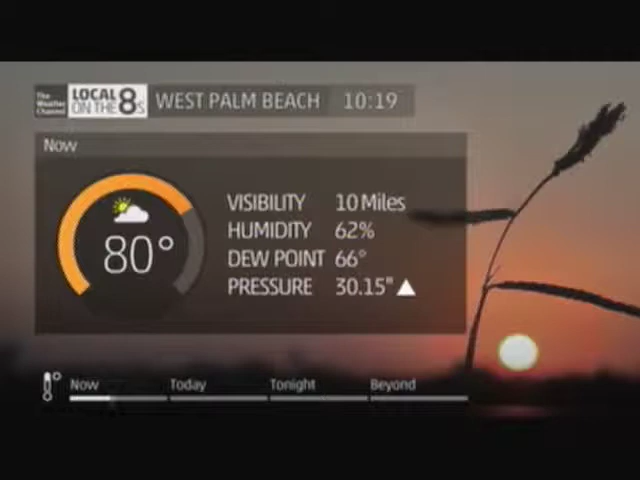 The
Weather
Channel
LOCAL
ON THE 8s
WEST PALM BEACH 10:19
Now
80°
VISIBILITY 10 Miles
HUMIDITY 62%
DEW POINT 66°
PRESSURE 30.15" ▲
Now Today Tonight Beyond